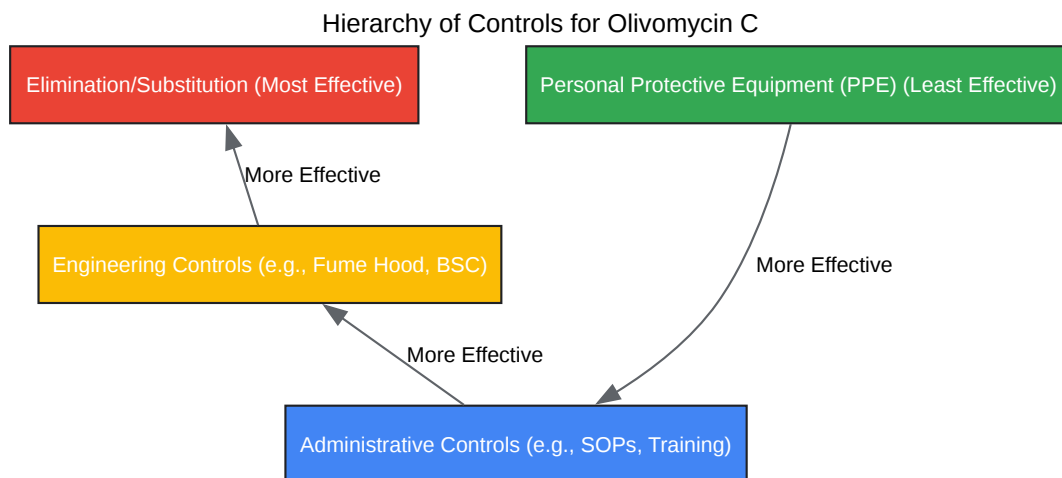 Hierarchy of Controls for Olivomycin C
Elimination/Substitution (Most Effective)
Personal Protective Equipment (PPE) (Least Effective)
More Effective
Engineering Controls (e.g., Fume Hood, BSC)
More Effective
More Effective
Administrative Controls (e.g., SOPs, Training)